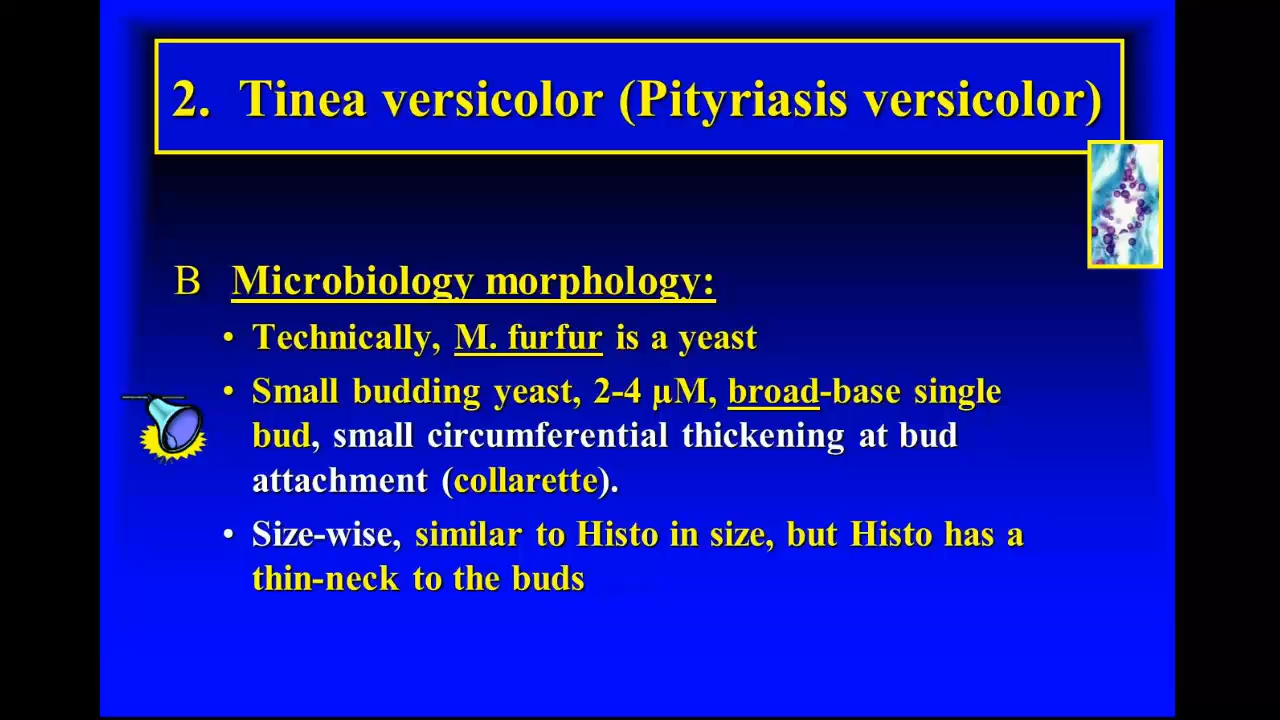 2. Tinea versicolor (Pityriasis versicolor)
B Microbiology morphology:
• Technically, M. furfur is a yeast
• Small budding yeast, 2-4 µM, broad-base single
bud, small circumferential thickening at bud
attachment (collarette).
• Size-wise, similar to Histo in size, but Histo has a
thin-neck to the buds